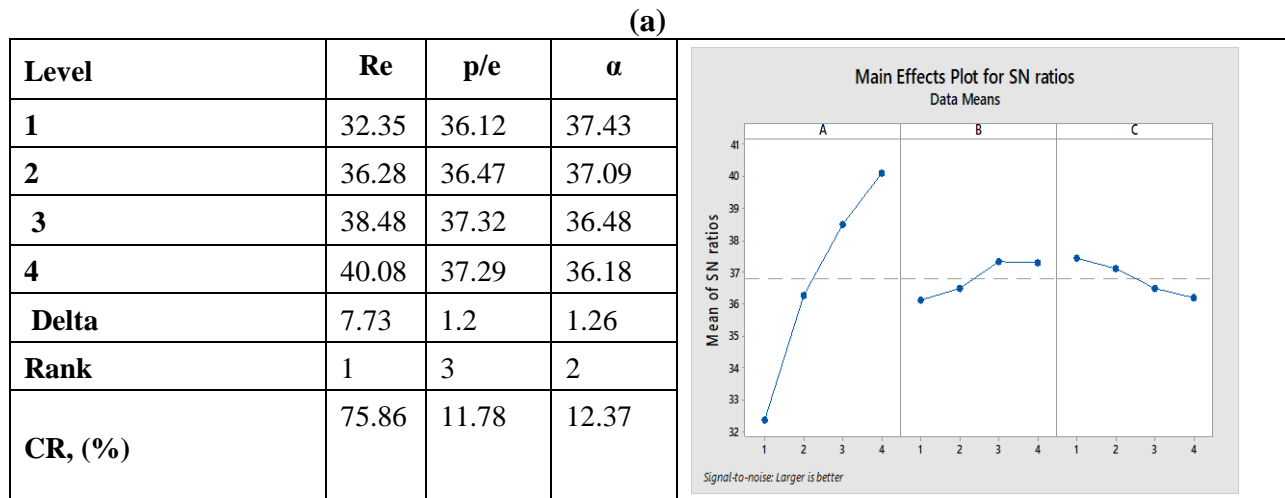 (a)
Level Re p/e α
1 32.35 36.12 37.43
2 36.28 36.47 37.09
3 38.48 37.32 36.48
4 40.08 37.29 36.18
Delta 7.73 1.2 1.26
Rank 1 3 2
CR, (%) 75.86 11.78 12.37
Main Effects Plot for SN ratios
Data Means
A B C
Mean of SN ratios
41
40
39
38
37
36
35
34
33
32
1 2 3 4 1 2 3 4 1 2 3 4
Signal-to-noise: Larger is better